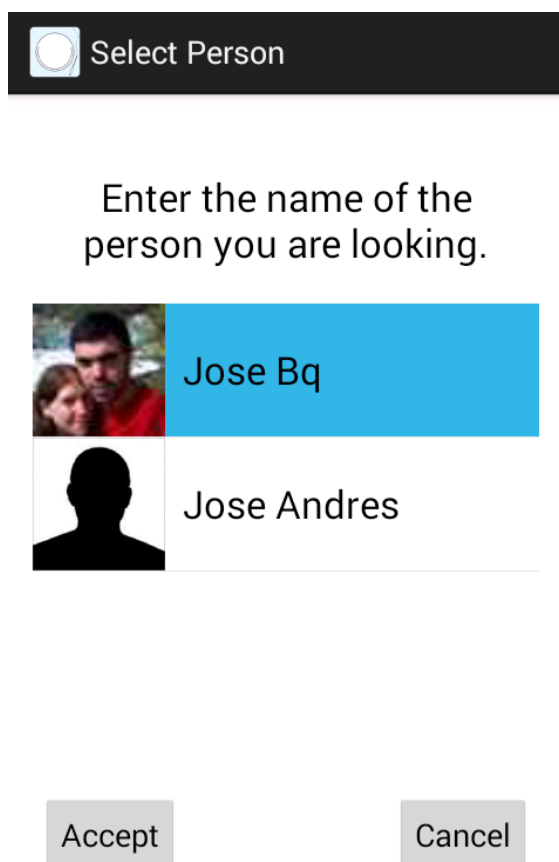 Select Person
Enter the name of the
person you are looking.
Jose Bq
Jose Andres
Accept
Cancel